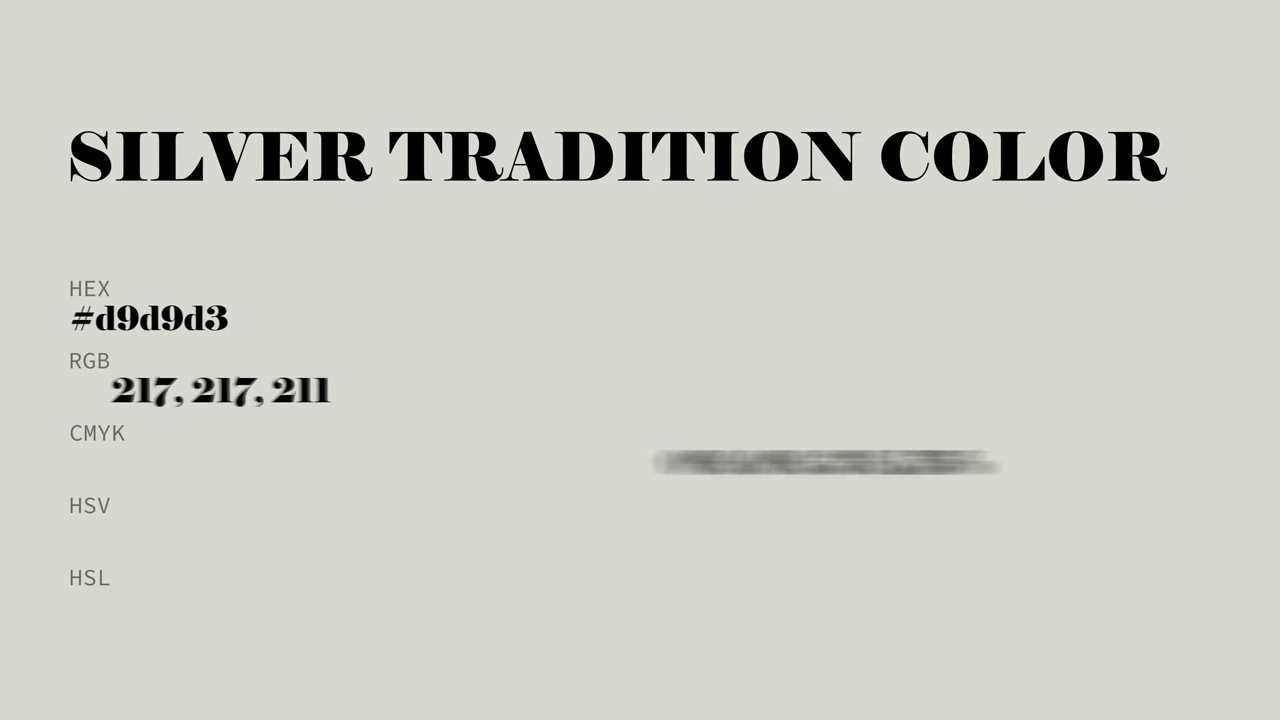 SILVER TRADITION COLOR
HEX
#d9d9d3
RGB
217, 217, 211
CMYK
HSV
HSL